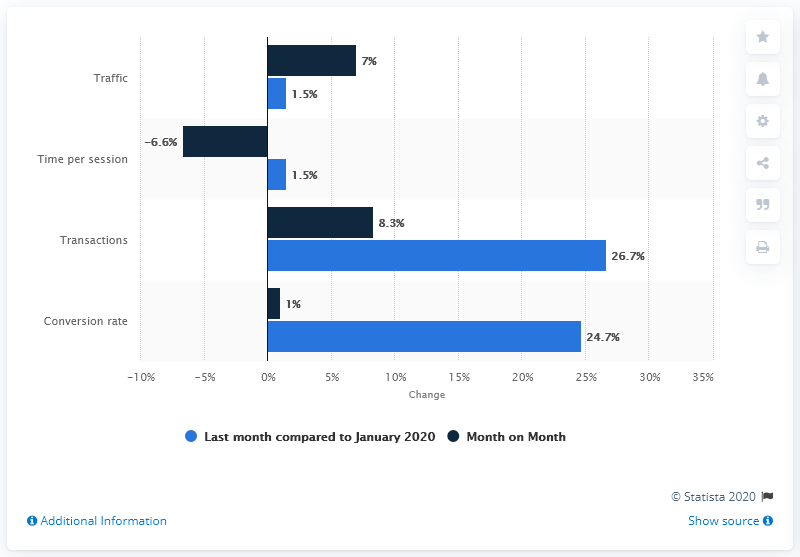 Traffic
7%
1.5%
Time per session
−6.6%
1.5%
Transactions
8.3%
26.7%
Conversion rate
1%
24.7%
−10% −5% 0% 5% 10% 15% 20% 25% 30% 35%
Change
Last month compared to January 2020 Month on Month
© Statista 2020
Additional Information Show source